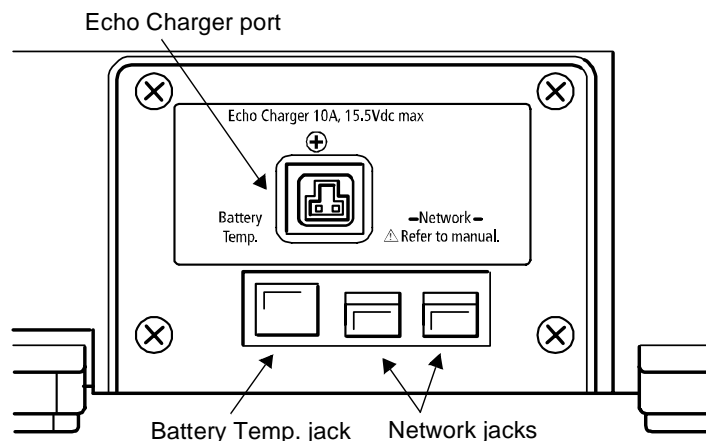 Echo Charger port
Echo Charger 10A, 15.5Vdc max
Battery
Temp.
–Network–
⚠ Refer to manual.
Battery Temp. jack
Network jacks